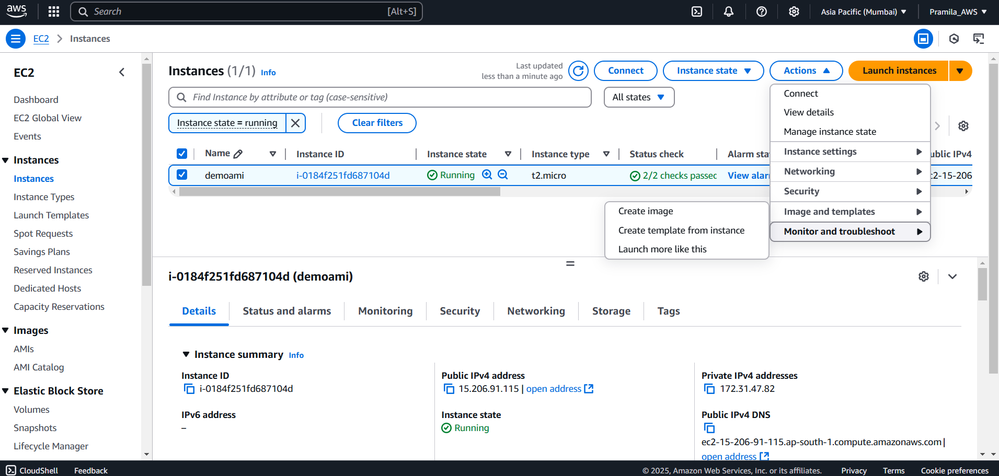 aws
Search [Alt+S]
Asia Pacific (Mumbai)
Pramila_AWS
EC2 Instances
EC2
Dashboard
EC2 Global View
Events
Instances
Instances
Instance Types
Launch Templates
Spot Requests
Savings Plans
Reserved Instances
Dedicated Hosts
Capacity Reservations
Images
AMIs
AMI Catalog
Elastic Block Store
Volumes
Snapshots
Lifecycle Manager
Instances (1/1) Info
Last updated
less than a minute ago
Connect
Instance state
Actions
Launch instances
Find Instance by attribute or tag (case-sensitive)
All states
Instance state = running
Clear filters
Connect
View details
Manage instance state
Instance settings
Networking
Security
Image and templates
Monitor and troubleshoot
Create image
Create template from instance
Launch more like this
Name Instance ID Instance state Instance type Status check Alarm sta ublic IPv4
demoami i-0184f251fd687104d Running t2.micro 2/2 checks passed View alar c2-15-206
i-0184f251fd687104d (demoami)
Details Status and alarms Monitoring Security Networking Storage Tags
Instance summary Info
Instance ID
i-0184f251fd687104d
Public IPv4 address
15.206.91.115 | open address
Private IPv4 addresses
172.31.47.82
IPv6 address
–
Instance state
Running
Public IPv4 DNS
ec2-15-206-91-115.ap-south-1.compute.amazonaws.com |
open address
CloudShell Feedback © 2025, Amazon Web Services, Inc. or its affiliates. Privacy Terms Cookie preferences